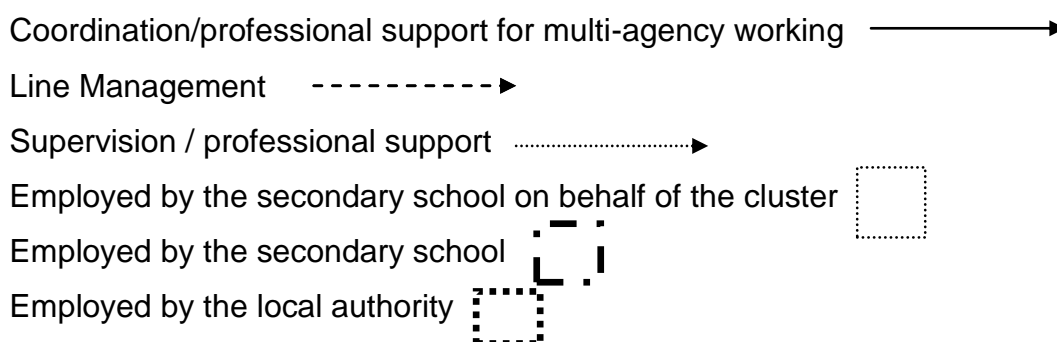 Coordination/professional support for multi-agency working
Line Management
Supervision / professional support
Employed by the secondary school on behalf of the cluster
Employed by the secondary school
Employed by the local authority